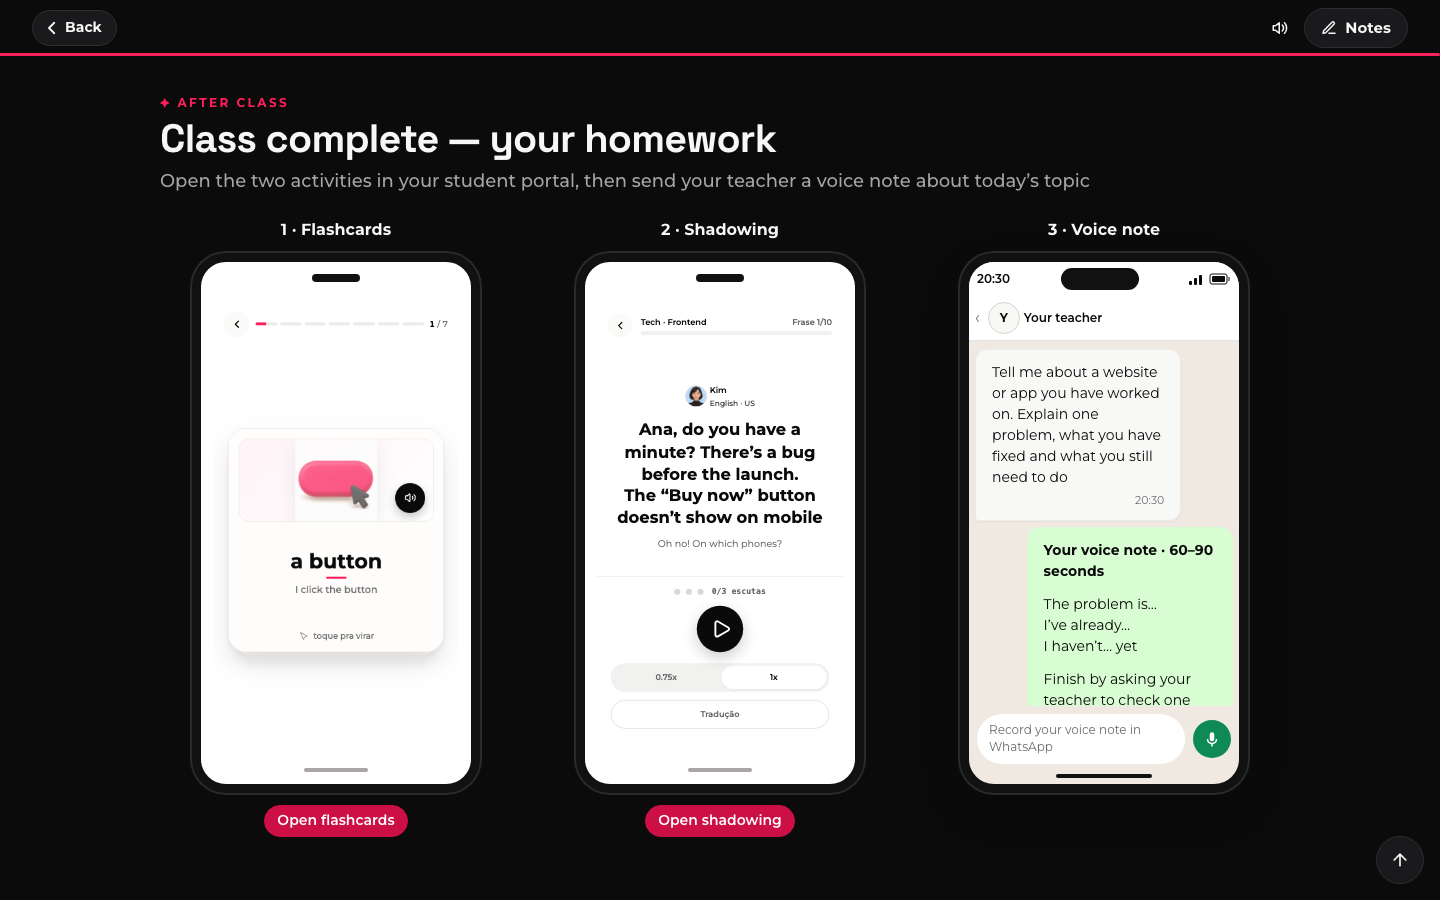 Back
Notes
AFTER CLASS
Class complete — your homework
Open the two activities in your student portal, then send your teacher a voice note about today's topic
1 · Flashcards
1 / 7
a button
I click the button
toque pra virar
Open flashcards
2 · Shadowing
Tech · Frontend
Frase 1/10
Kim
English · US
Ana, do you have a
minute? There's a bug
before the launch.
The “Buy now” button
doesn't show on mobile
Oh no! On which phones?
0/3 escutas
0.75x
1x
Tradução
Open shadowing
3 · Voice note
20:30
Y
Your teacher
Tell me about a website
or app you have worked
on. Explain one
problem, what you have
fixed and what you still
need to do
20:30
Your voice note · 60–90
seconds
The problem is...
I've already...
I haven't... yet
Finish by asking your
teacher to check one
Record your voice note in
WhatsApp